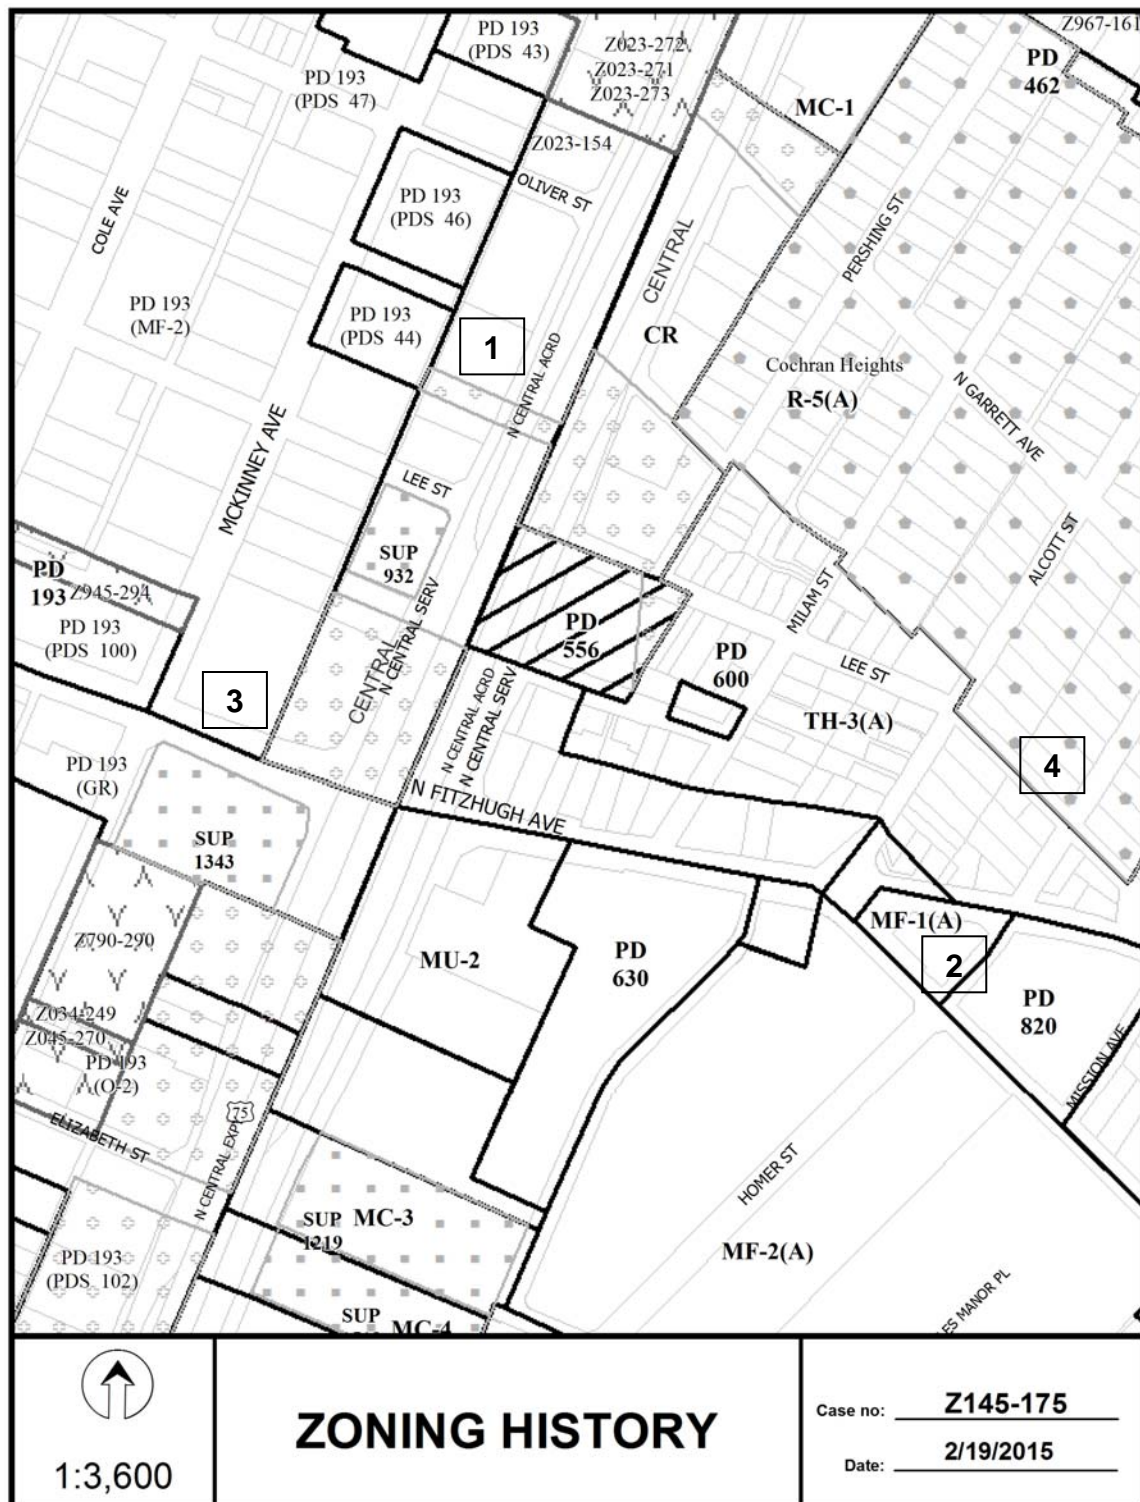 PD 193
(PDS 43)
Z023-272
Z023-271
Z023-273
Z967-161
PD
462
PD 193
(PDS 47)
MC-1
Z023-154
OLIVER ST
PD 193
(PDS 46)
COLE AVE
PERSHING ST
CENTRAL
PD 193
(MF-2)
PD 193
(PDS 44)
1
CR
N CENTRAL ACRD
Cochran Heights
R-5(A)
N GARRETT AVE
MCKINNEY AVE
LEE ST
SUP
932
ALCOTT ST
PD
193
Z945-294
PD 193
(PDS 100)
PD
556
MILAM ST
PD
600
LEE ST
CENTRAL
N CENTRAL SERV
N CENTRAL ACRD
N CENTRAL SERV
3
TH-3(A)
4
PD 193
(GR)
N FITZHUGH AVE
SUP
1343
Z790-290
MU-2
PD
630
MF-1(A)
2
PD
820
Z034-249
Z045-270
PD 193
(O-2)
MISSION AVE
75
ELIZABETH ST
N CENTRAL EXPY
HOMER ST
SUP
1219
MC-3
MF-2(A)
PD 193
(PDS 102)
SUP
MC-4
LES MANOR PL
1:3,600
ZONING HISTORY
Case no: Z145-175
Date: 2/19/2015